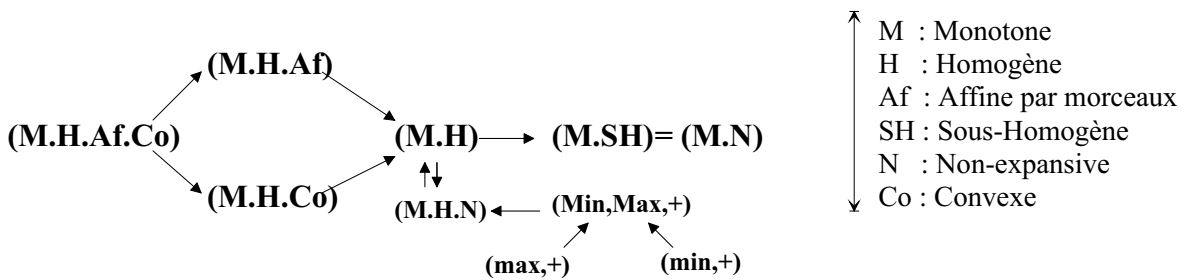 (M.H.Af)
(M.H.Af.Co)
(M.H)
(M.SH)= (M.N)
(M.H.Co)
(M.H.N)
(Min,Max,+)
(max,+)
(min,+)
M : Monotone
H : Homogène
Af : Affine par morceaux
SH : Sous-Homogène
N : Non-expansive
Co : Convexe